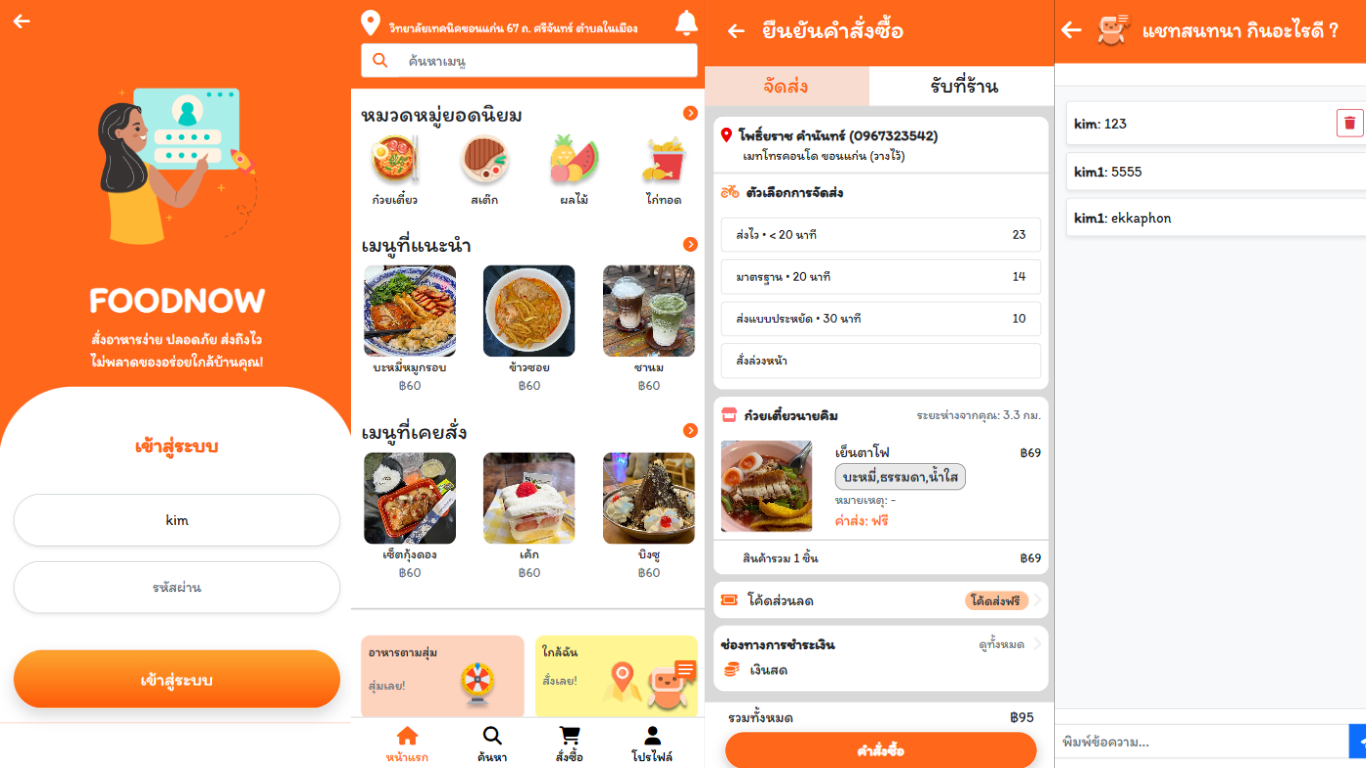 FOODNOW
สั่งอาหารง่าย ปลอดภัย ส่งถึงไว
ไม่พลาดของอร่อยใกล้บ้านคุณ!
เข้าสู่ระบบ
kim
รหัสผ่าน
เข้าสู่ระบบ
วิทยาลัยเทคนิคขอนแก่น 67 ถ. ศรีจันทร์ ตำบลในเมือง
ค้นหาเมนู
หมวดหมู่ยอดนิยม
ก๋วยเตี๋ยว สเต็ก ผลไม้ ไก่ทอด
เมนูที่แนะนำ
บะหมี่หมูกรอบ ข้าวซอย ชานม
฿60 ฿60 ฿60
เมนูที่เคยสั่ง
เซ็ตกุ้งดอง เค้ก บิงซู
฿60 ฿60 ฿60
อาหารตามสุ่ม
สุ่มเลย!
ใกล้ฉัน
สั่งเลย!
หน้าแรก ค้นหา สั่งซื้อ โปรไฟล์
ยืนยันคำสั่งซื้อ
จัดส่ง รับที่ร้าน
โพธิ์ยราช คำนันทร์ (0967323542)
เมทโทรคอนโด ขอนแก่น (วางไว้)
ตัวเลือกการจัดส่ง
ส่งไว • < 20 นาที 23
มาตรฐาน • 20 นาที 14
ส่งแบบประหยัด • 30 นาที 10
สั่งล่วงหน้า
ก๋วยเตี๋ยวนายคิม ระยะห่างจากคุณ: 3.3 กม.
เย็นตาโฟ ฿69
บะหมี่,ธรรมดา,น้ำใส
หมายเหตุ: -
ค่าส่ง: ฟรี
สินค้ารวม 1 ชิ้น ฿69
โค้ดส่วนลด โค้ดส่งฟรี
ช่องทางการชำระเงิน ดูทั้งหมด
เงินสด
รวมทั้งหมด ฿95
คำสั่งซื้อ
แชทสนทนา กินอะไรดี ?
kim: 123
kim1: 5555
kim1: ekkaphon
พิมพ์ข้อความ...